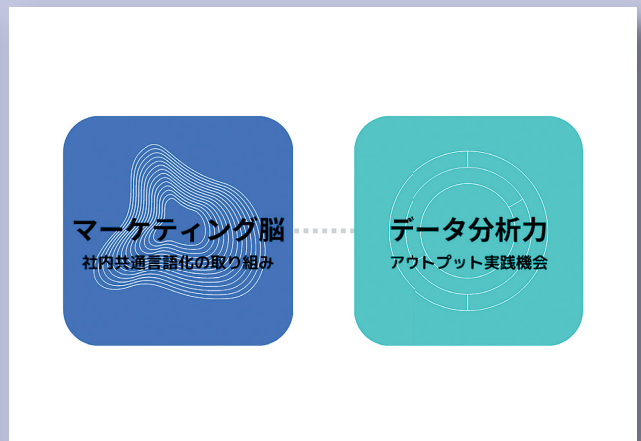 マーケティング脳
社内共通言語化の取り組み
データ分析力
アウトプット実践機会